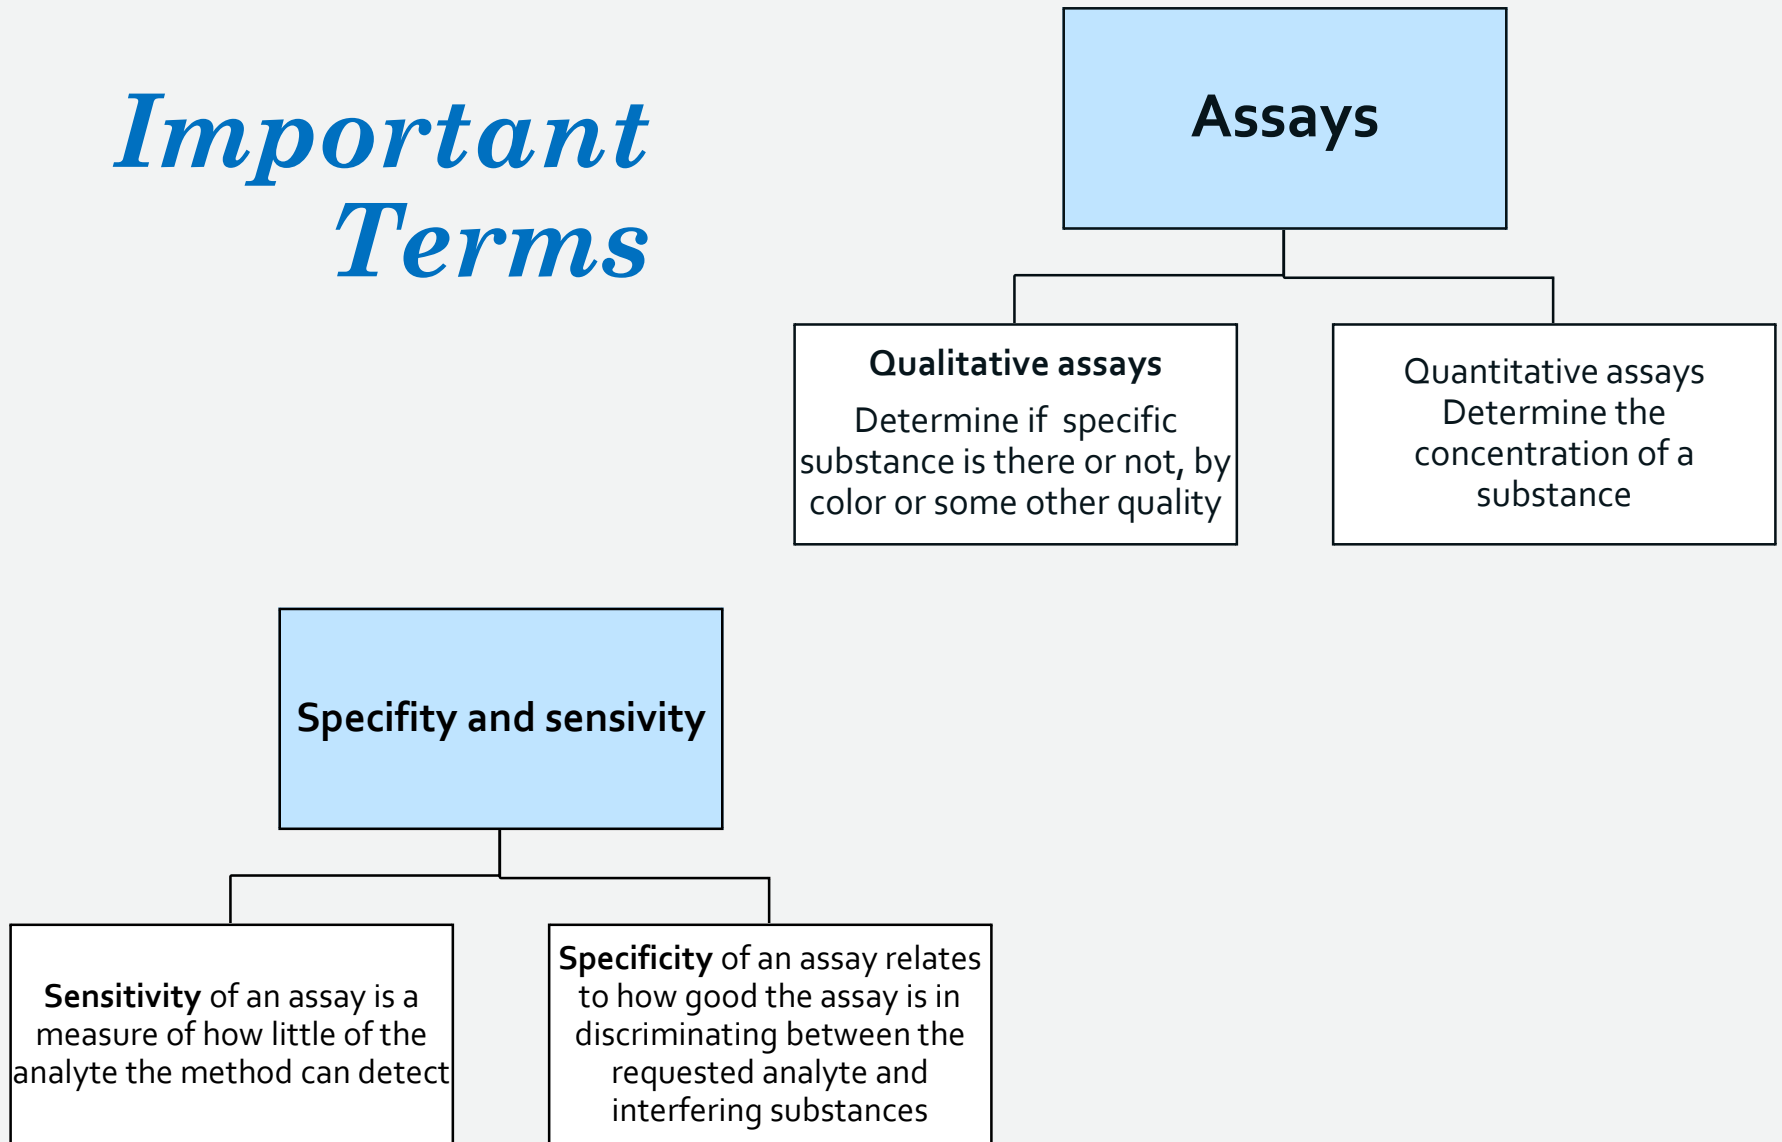 Important
Terms
Assays
Qualitative assays
Determine if specific
substance is there or not, by
color or some other quality
Quantitative assays
Determine the
concentration of a
substance
Specifity and sensivity
Sensitivity of an assay is a
measure of how little of the
analyte the method can detect
Specificity of an assay relates
to how good the assay is in
discriminating between the
requested analyte and
interfering substances